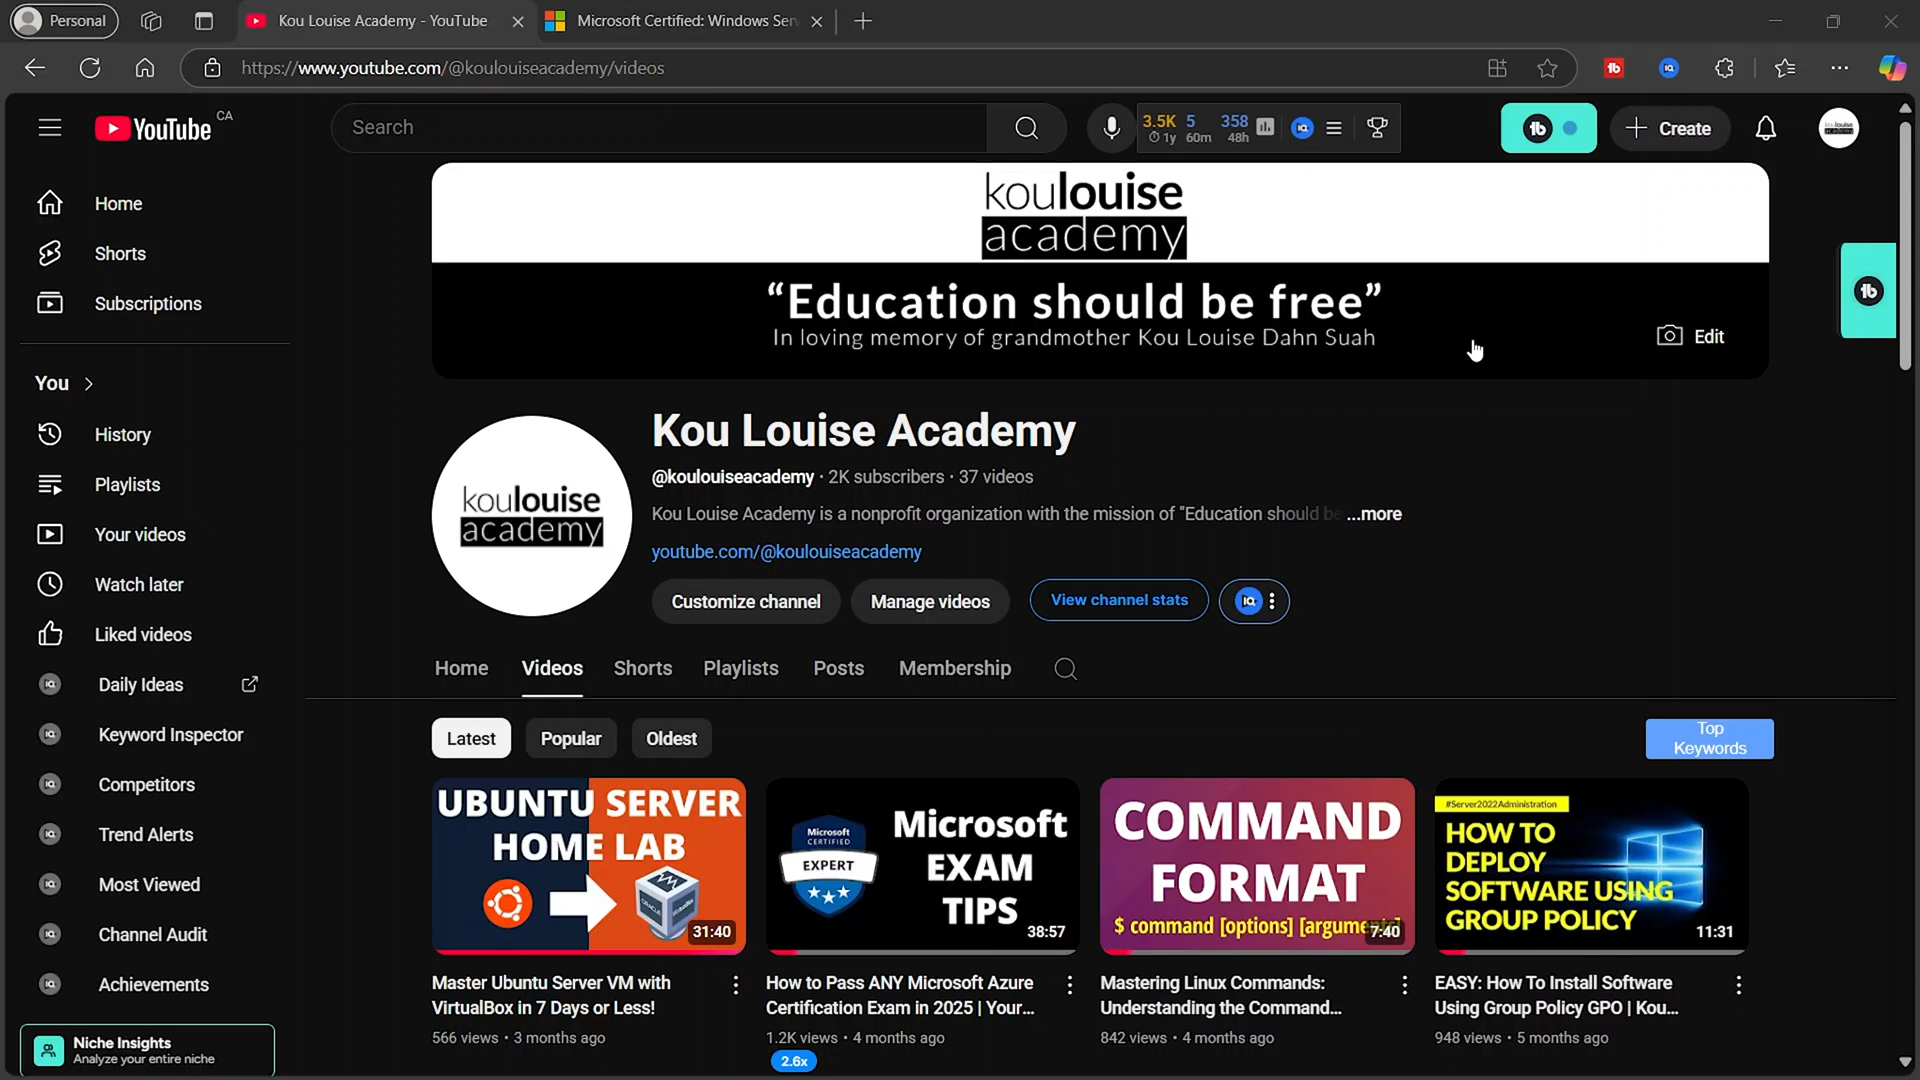 Personal
Kou Louise Academy - YouTube
Microsoft Certified: Windows Ser
https://www.youtube.com/@koulouiseacademy/videos
YouTube CA
Search
3.5K 5 358
1y 60m 48h
Create
koulouise
academy
“Education should be free”
In loving memory of grandmother Kou Louise Dahn Suah
Edit
Home
Shorts
Subscriptions
You
History
Playlists
Your videos
Watch later
Liked videos
Daily Ideas
Keyword Inspector
Competitors
Trend Alerts
Most Viewed
Channel Audit
Achievements
Niche Insights
Analyze your entire niche
koulouise
academy
Kou Louise Academy
@koulouiseacademy · 2K subscribers · 37 videos
Kou Louise Academy is a nonprofit organization with the mission of "Education should be ...more
youtube.com/@koulouiseacademy
Customize channel
Manage videos
View channel stats
Home
Videos
Shorts
Playlists
Posts
Membership
Latest
Popular
Oldest
Top
Keywords
UBUNTU SERVER
HOME LAB
31:40
Master Ubuntu Server VM with
VirtualBox in 7 Days or Less!
566 views · 3 months ago
Microsoft
CERTIFIED
EXPERT
Microsoft
EXAM
TIPS
38:57
How to Pass ANY Microsoft Azure
Certification Exam in 2025 | Your...
1.2K views · 4 months ago
2.6x
COMMAND
FORMAT
$ command [options] [argume
7:40
Mastering Linux Commands:
Understanding the Command...
842 views · 4 months ago
#Server2022Administration
HOW TO
DEPLOY
SOFTWARE USING
GROUP POLICY
11:31
EASY: How To Install Software
Using Group Policy GPO | Kou...
948 views · 5 months ago